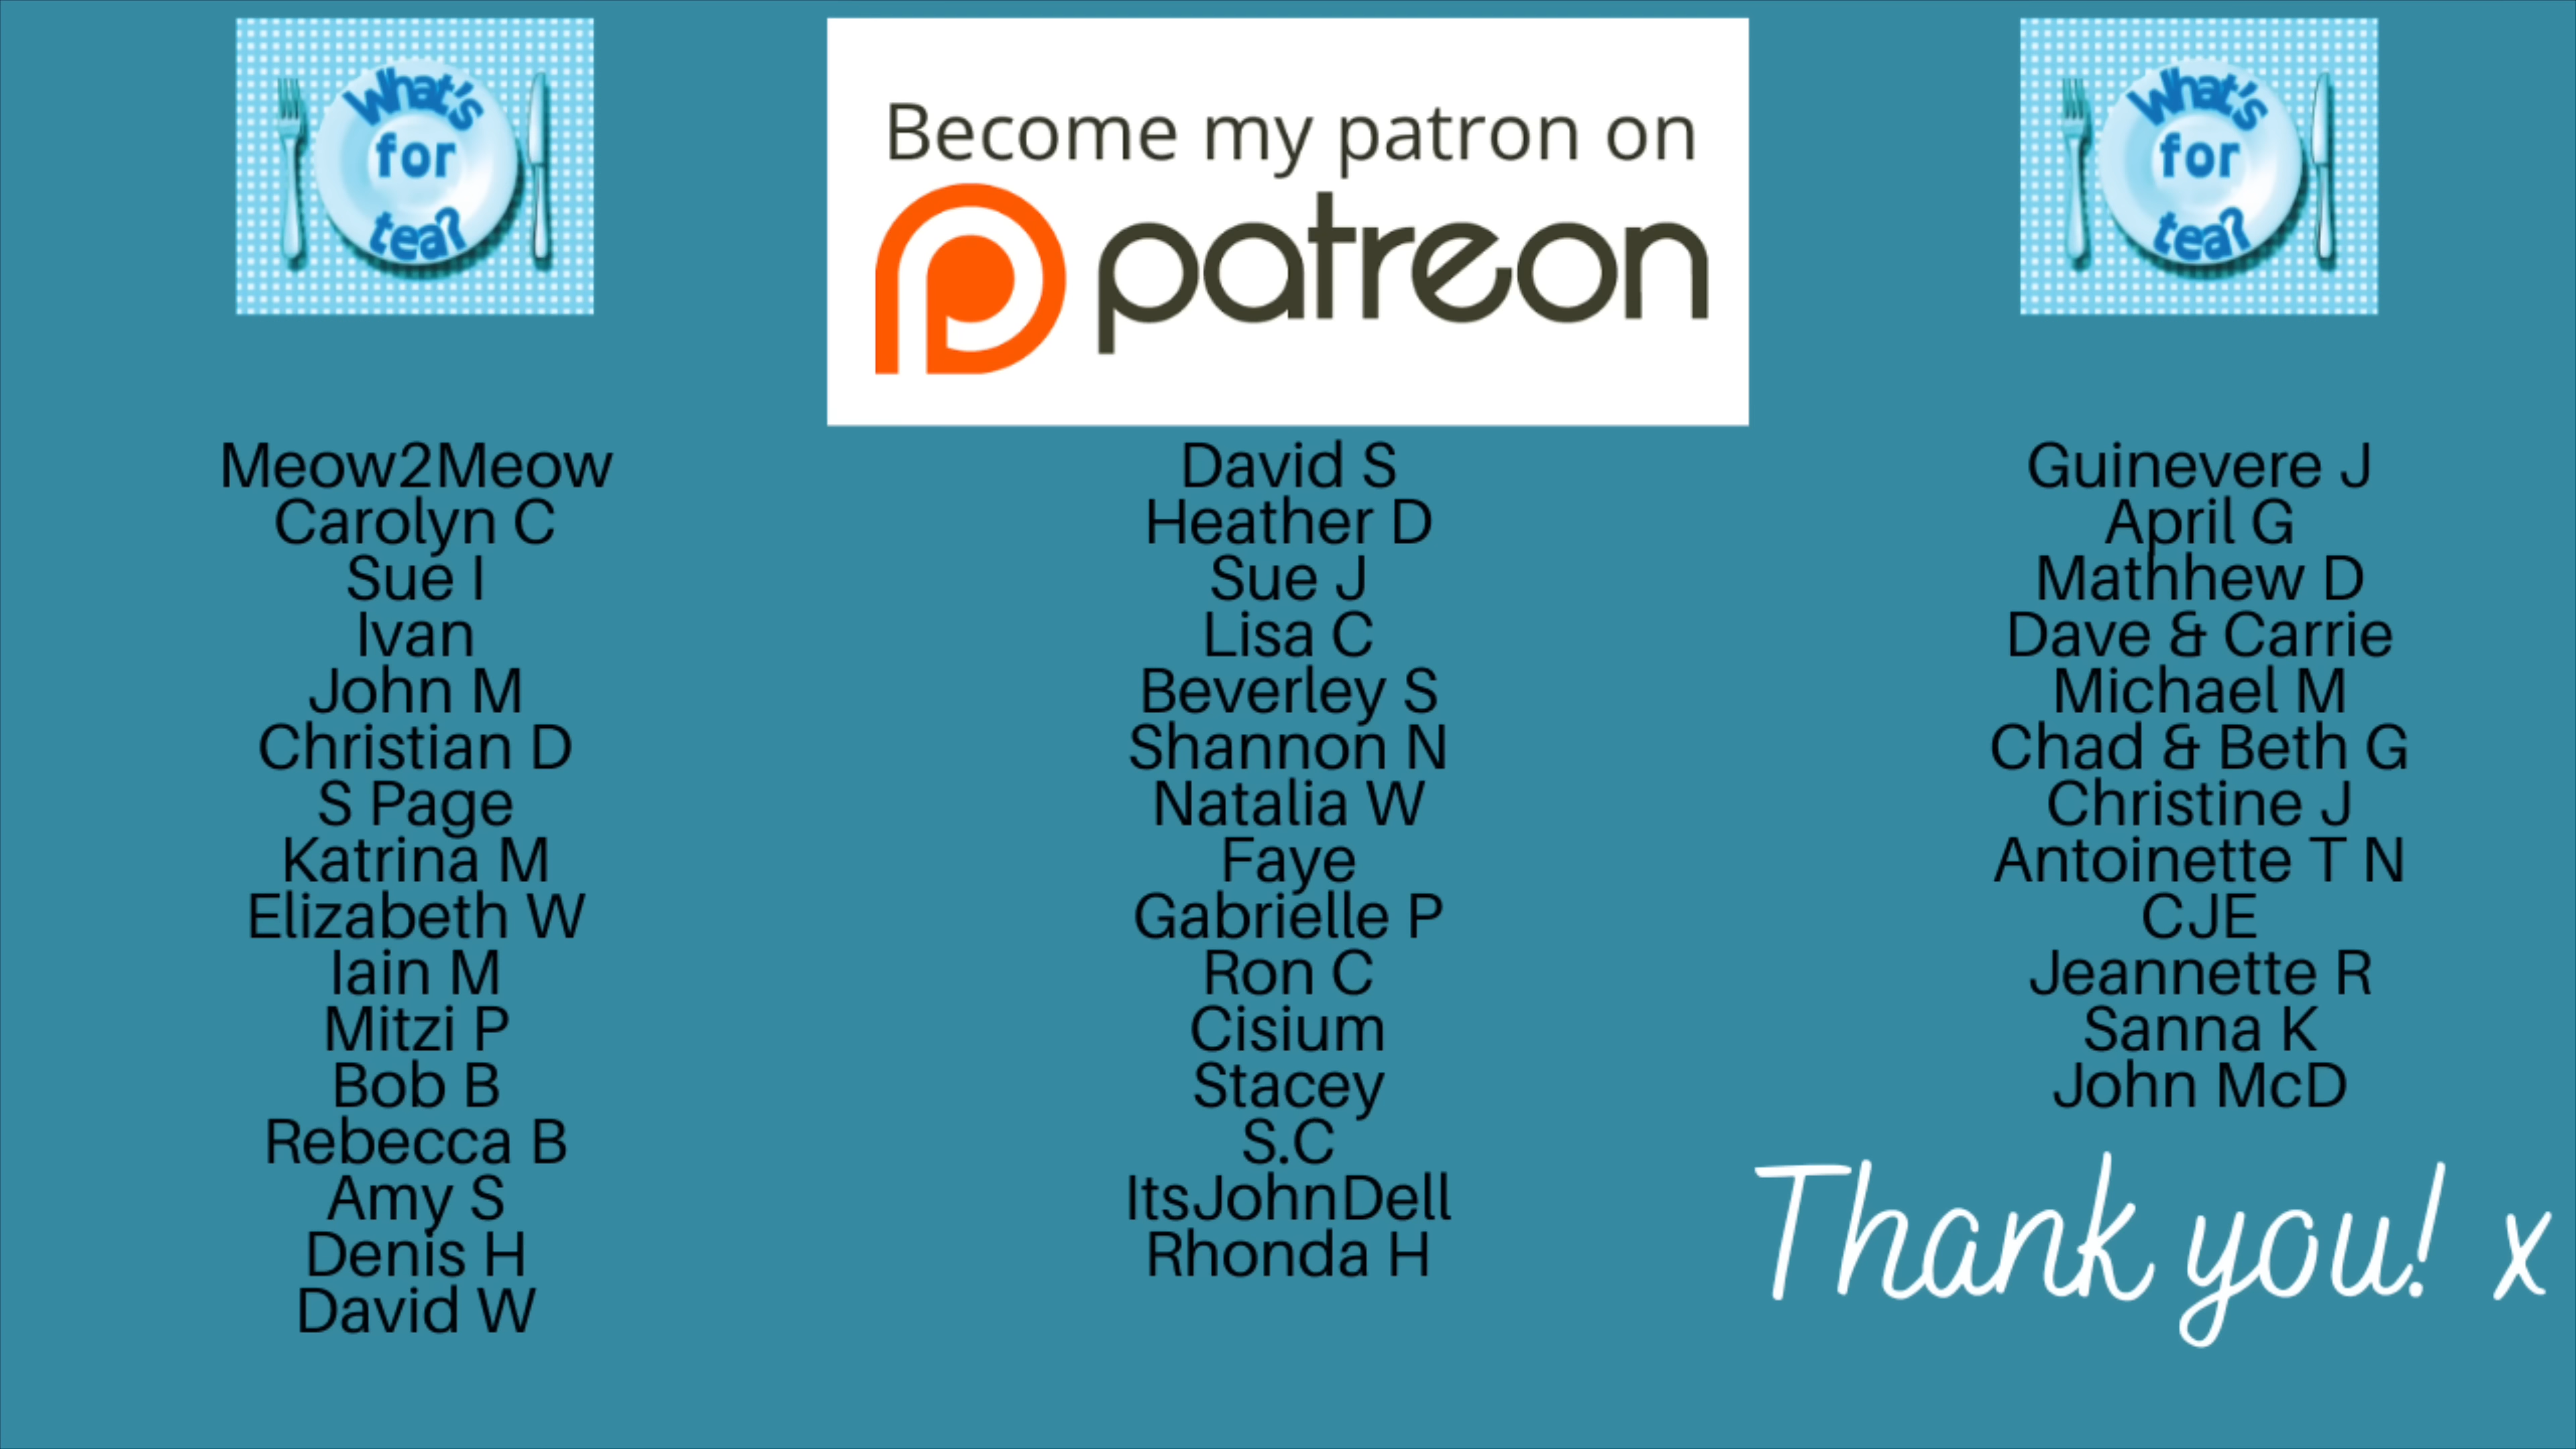 What's
for
tea?
Become my patron on
patreon
What's
for
tea?
Meow2Meow
Carolyn C
Sue I
Ivan
John M
Christian D
S Page
Katrina M
Elizabeth W
Iain M
Mitzi P
Bob B
Rebecca B
Amy S
Denis H
David W
David S
Heather D
Sue J
Lisa C
Beverley S
Shannon N
Natalia W
Faye
Gabrielle P
Ron C
Cisium
Stacey
S.C
ItsJohnDell
Rhonda H
Guinevere J
April G
Mathhew D
Dave & Carrie
Michael M
Chad & Beth G
Christine J
Antoinette T N
CJE
Jeannette R
Sanna K
John McD
Thank you! x